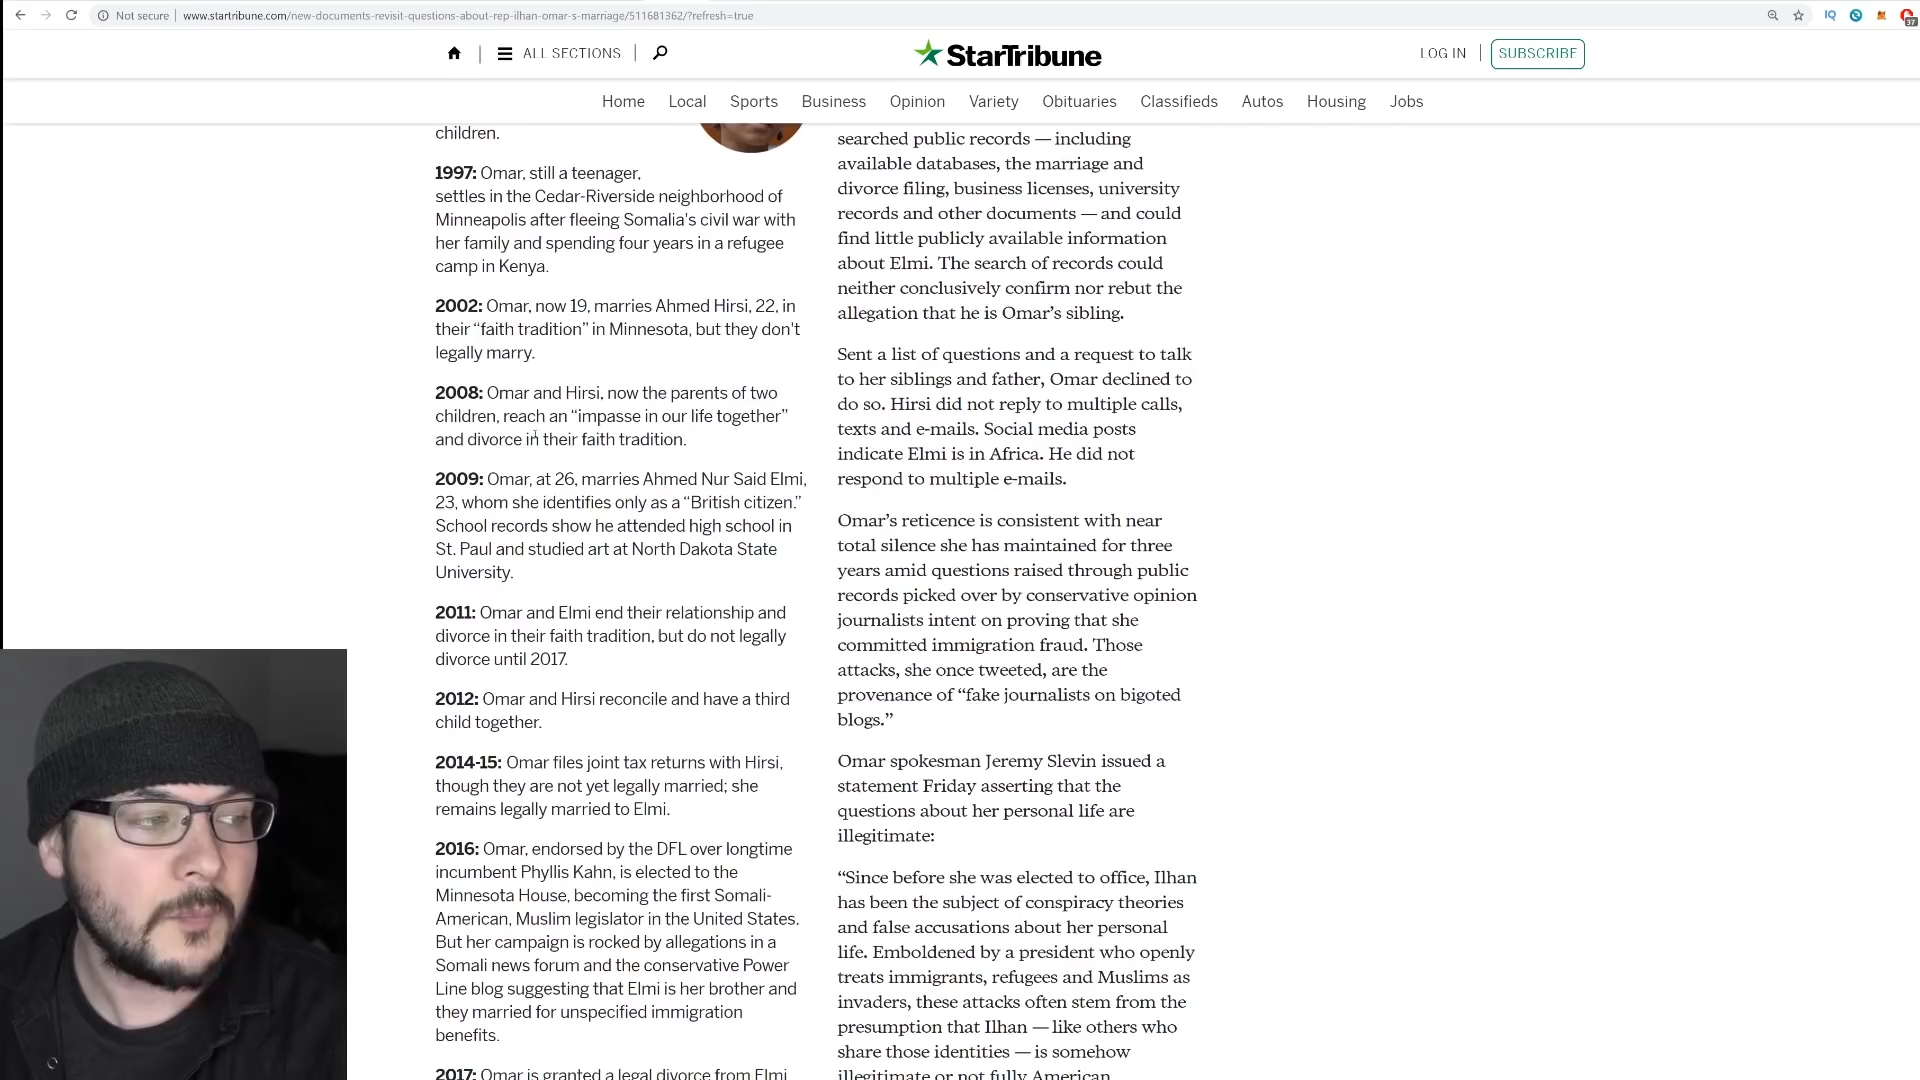 Not secure | www.startribune.com/new-documents-revisit-questions-about-rep-ilhan-omar-s-marriage/511681362/?refresh=true
IQ
37
ALL SECTIONS
StarTribune
LOG IN
SUBSCRIBE
Home Local Sports Business Opinion Variety Obituaries Classifieds Autos Housing Jobs
children.
1997: Omar, still a teenager,
settles in the Cedar-Riverside neighborhood of
Minneapolis after fleeing Somalia's civil war with
her family and spending four years in a refugee
camp in Kenya.
2002: Omar, now 19, marries Ahmed Hirsi, 22, in
their “faith tradition” in Minnesota, but they don't
legally marry.
2008: Omar and Hirsi, now the parents of two
children, reach an “impasse in our life together”
and divorce in their faith tradition.
2009: Omar, at 26, marries Ahmed Nur Said Elmi,
23, whom she identifies only as a “British citizen.”
School records show he attended high school in
St. Paul and studied art at North Dakota State
University.
2011: Omar and Elmi end their relationship and
divorce in their faith tradition, but do not legally
divorce until 2017.
2012: Omar and Hirsi reconcile and have a third
child together.
2014-15: Omar files joint tax returns with Hirsi,
though they are not yet legally married; she
remains legally married to Elmi.
2016: Omar, endorsed by the DFL over longtime
incumbent Phyllis Kahn, is elected to the
Minnesota House, becoming the first Somali-
American, Muslim legislator in the United States.
But her campaign is rocked by allegations in a
Somali news forum and the conservative Power
Line blog suggesting that Elmi is her brother and
they married for unspecified immigration
benefits.
2017: Omar is granted a legal divorce from Elmi
searched public records — including
available databases, the marriage and
divorce filing, business licenses, university
records and other documents — and could
find little publicly available information
about Elmi. The search of records could
neither conclusively confirm nor rebut the
allegation that he is Omar’s sibling.
Sent a list of questions and a request to talk
to her siblings and father, Omar declined to
do so. Hirsi did not reply to multiple calls,
texts and e-mails. Social media posts
indicate Elmi is in Africa. He did not
respond to multiple e-mails.
Omar’s reticence is consistent with near
total silence she has maintained for three
years amid questions raised through public
records picked over by conservative opinion
journalists intent on proving that she
committed immigration fraud. Those
attacks, she once tweeted, are the
provenance of “fake journalists on bigoted
blogs.”
Omar spokesman Jeremy Slevin issued a
statement Friday asserting that the
questions about her personal life are
illegitimate:
“Since before she was elected to office, Ilhan
has been the subject of conspiracy theories
and false accusations about her personal
life. Emboldened by a president who openly
treats immigrants, refugees and Muslims as
invaders, these attacks often stem from the
presumption that Ilhan — like others who
share those identities — is somehow
illegitimate or not fully American.